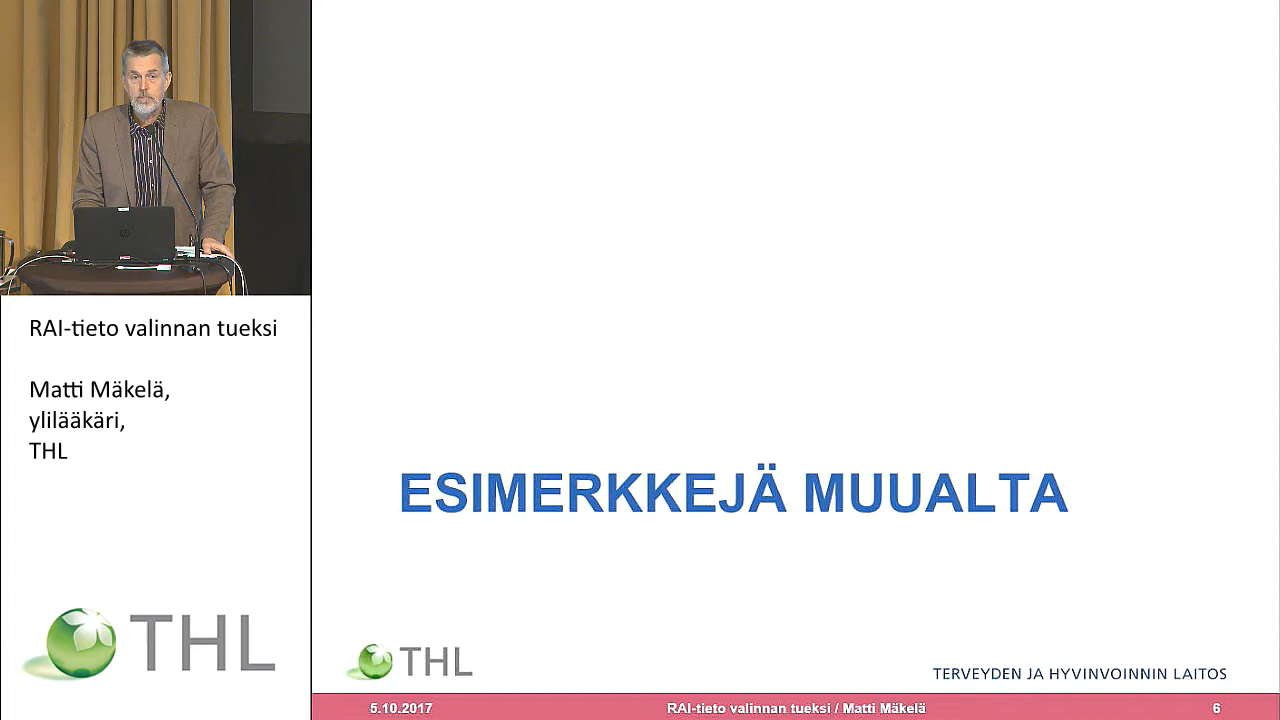 RAI-tieto valinnan tueksi
Matti Mäkelä,
ylilääkäri,
THL
THL
ESIMERKKEJÄ MUUALTA
THL
TERVEYDEN JA HYVINVOINNIN LAITOS
5.10.2017
RAI-tieto valinnan tueksi / Matti Mäkelä
6